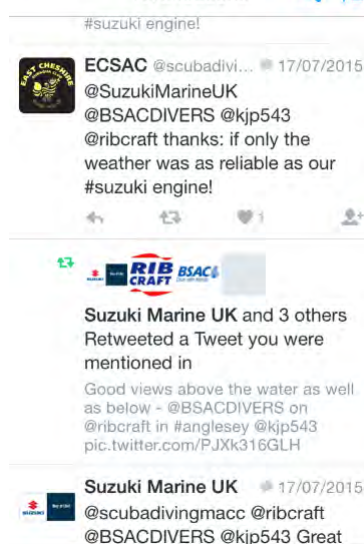 #suzuki engine!
EAST CHESHIRE
ECSAC @scubadivi... 17/07/2015
@SuzukiMarineUK
@BSACDIVERS @kjp543
@ribcraft thanks: if only the
weather was as reliable as our
#suzuki engine!
1
RIB
CRAFT
BSAC
Suzuki Marine UK and 3 others
Retweeted a Tweet you were
mentioned in
Good views above the water as well
as below - @BSACDIVERS on
@ribcraft in #anglesey @kjp543
pic.twitter.com/PJXk316GLH
Suzuki Marine UK 17/07/2015
SUZUKI
@scubadivingmacc @ribcraft
@BSACDIVERS @kjp543 Great